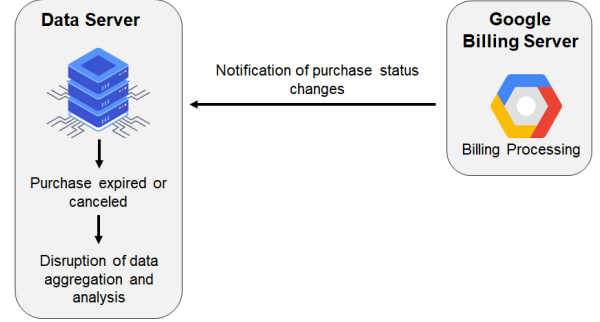 Data Server
Purchase expired or
canceled
Disruption of data
aggregation and
analysis
Notification of purchase status
changes
Google
Billing Server
Billing Processing